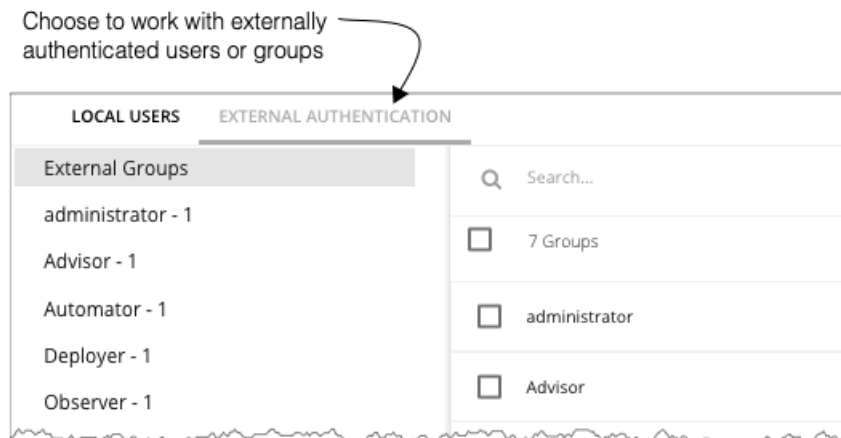 Choose to work with externally
authenticated users or groups
LOCAL USERS EXTERNAL AUTHENTICATION
External Groups
administrator - 1
Advisor - 1
Automator - 1
Deployer - 1
Observer - 1
Search...
7 Groups
administrator
Advisor